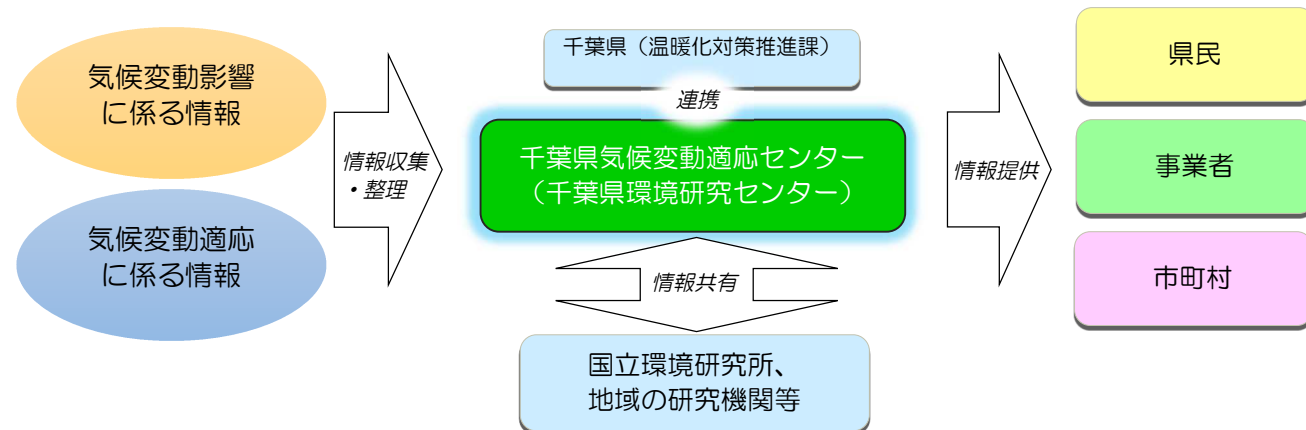 気候変動影響
に係る情報
気候変動適応
に係る情報
情報収集
・整理
千葉県（温暖化対策推進課）
連携
千葉県気候変動適応センター
（千葉県環境研究センター）
情報共有
国立環境研究所、
地域の研究機関等
情報提供
県民
事業者
市町村